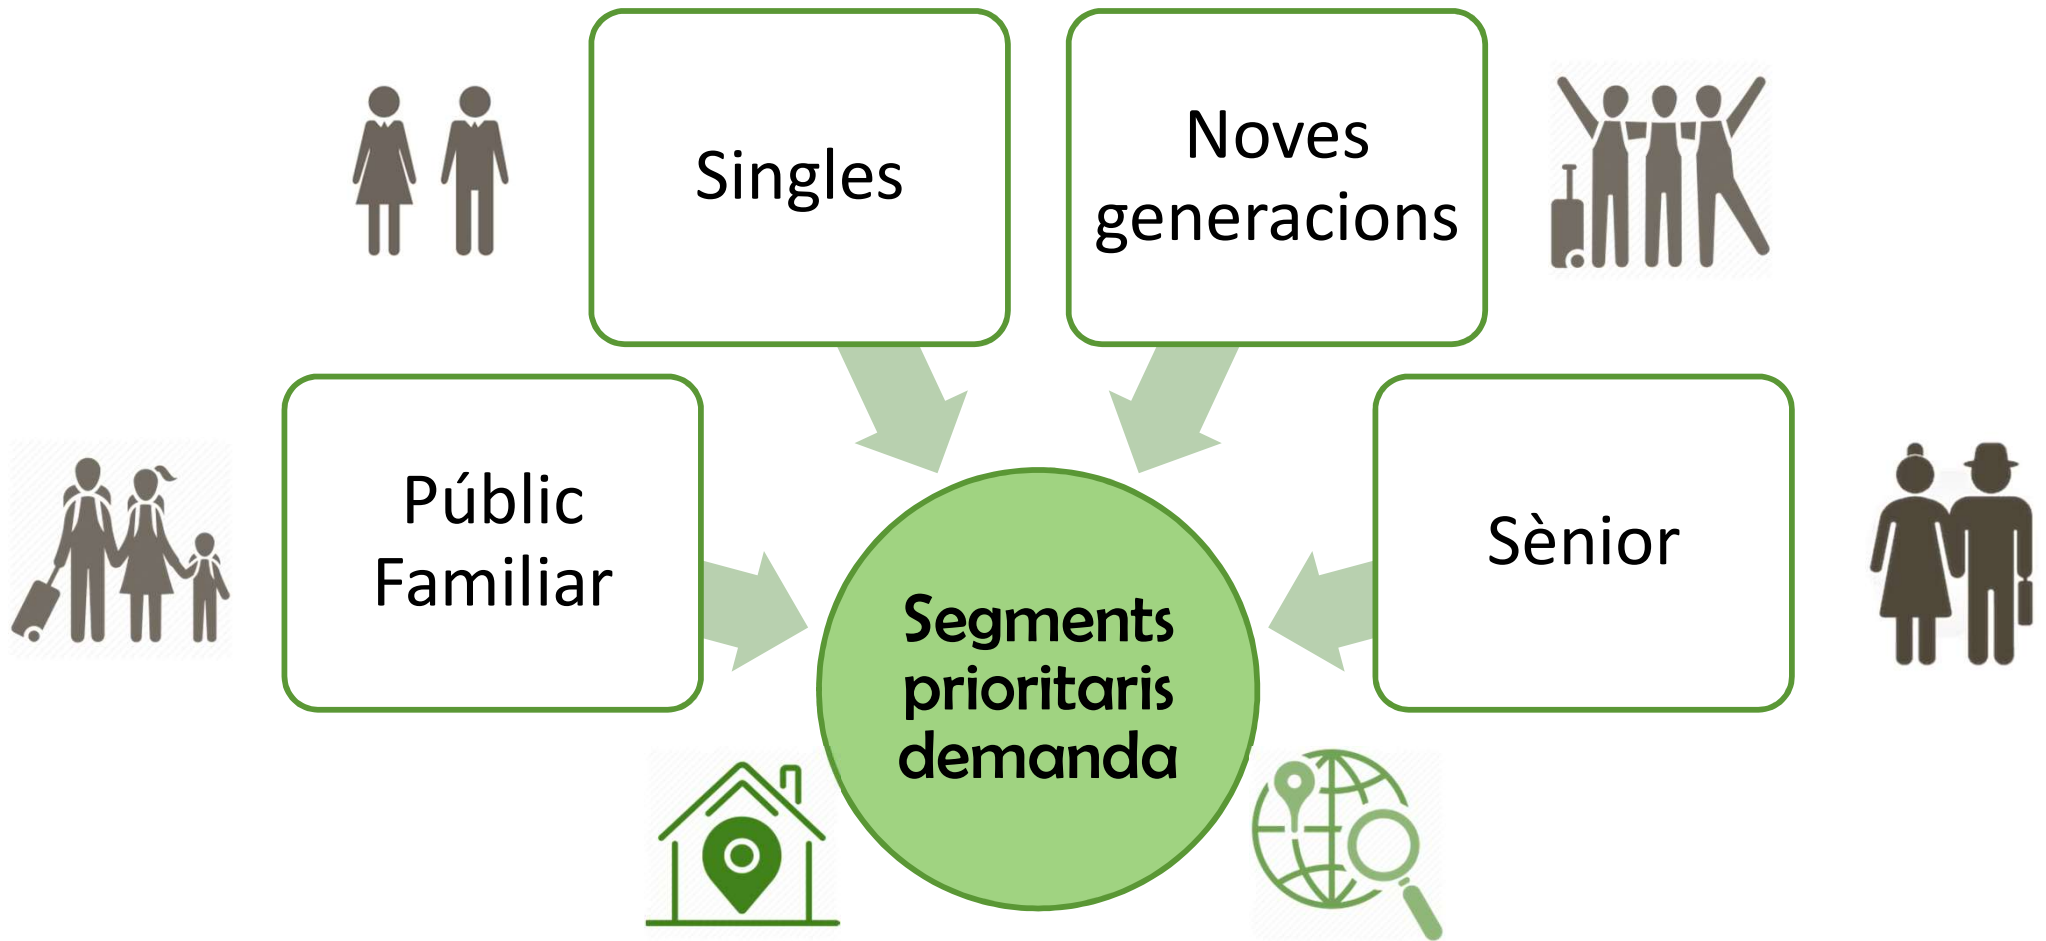 Singles
Noves
generacions
Públic
Familiar
Sènior
Segments
prioritaris
demanda